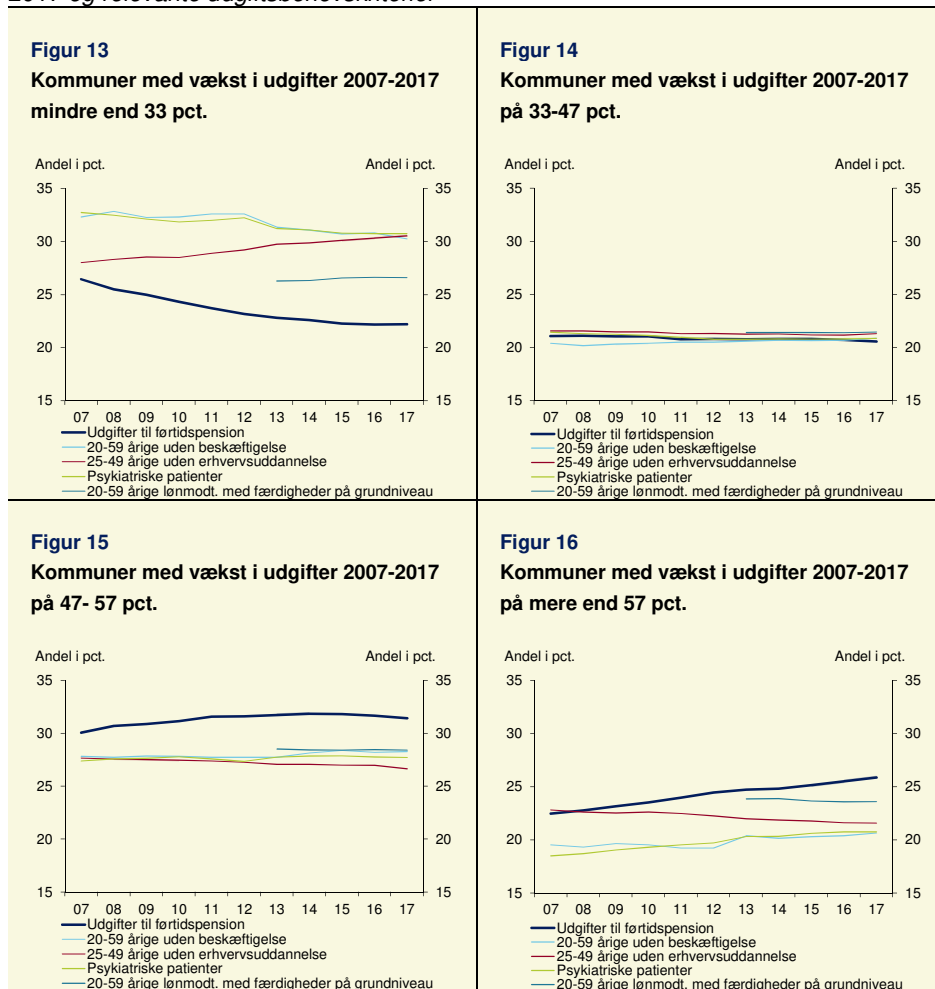 2017 og relevante udgiftsbehovskriterier
Figur 13
Kommuner med vækst i udgifter 2007-2017
mindre end 33 pct.
Andel i pct. Andel i pct.
35 35
30 30
25 25
20 20
15 15
07 08 09 10 11 12 13 14 15 16 17
Udgifter til førtidspension
20-59 årige uden beskæftigelse
25-49 årige uden erhvervsuddannelse
Psykiatriske patienter
20-59 årige lønmodt. med færdigheder på grundniveau
Figur 14
Kommuner med vækst i udgifter 2007-2017
på 33-47 pct.
Andel i pct. Andel i pct.
35 35
30 30
25 25
20 20
15 15
07 08 09 10 11 12 13 14 15 16 17
Udgifter til førtidspension
20-59 årige uden beskæftigelse
25-49 årige uden erhvervsuddannelse
Psykiatriske patienter
20-59 årige lønmodt. med færdigheder på grundniveau
Figur 15
Kommuner med vækst i udgifter 2007-2017
på 47- 57 pct.
Andel i pct. Andel i pct.
35 35
30 30
25 25
20 20
15 15
07 08 09 10 11 12 13 14 15 16 17
Udgifter til førtidspension
20-59 årige uden beskæftigelse
25-49 årige uden erhvervsuddannelse
Psykiatriske patienter
20-59 årige lønmodt. med færdigheder på grundniveau
Figur 16
Kommuner med vækst i udgifter 2007-2017
på mere end 57 pct.
Andel i pct. Andel i pct.
35 35
30 30
25 25
20 20
15 15
07 08 09 10 11 12 13 14 15 16 17
Udgifter til førtidspension
20-59 årige uden beskæftigelse
25-49 årige uden erhvervsuddannelse
Psykiatriske patienter
20-59 årige lønmodt. med færdigheder på grundniveau